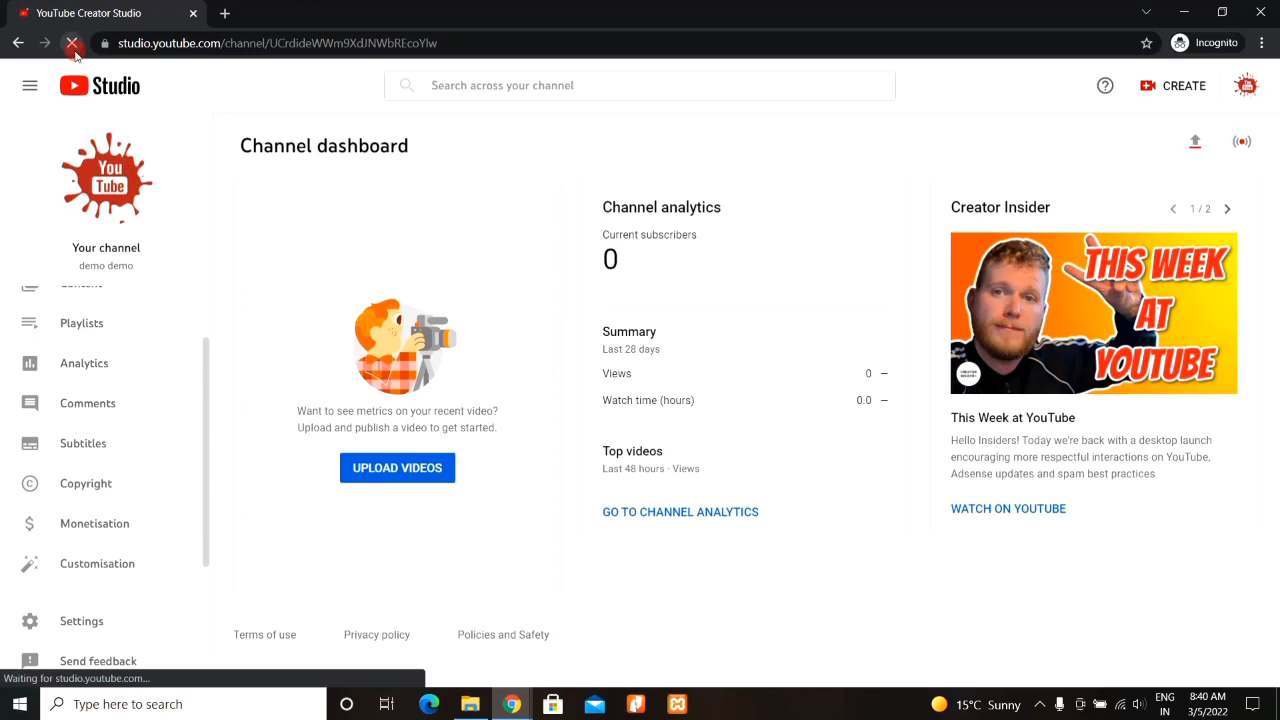 YouTube Studio
studio.youtube.com/channel/UCrdideWWm9XdJNWbREcoYlw
Incognito
Studio
Search across your channel
CREATE
You
Tube
Your channel
demo demo
Content
Playlists
Analytics
Comments
Subtitles
Copyright
Monetisation
Customisation
Settings
Send feedback
Channel dashboard
Want to see metrics on your recent video?
Upload and publish a video to get started.
UPLOAD VIDEOS
Channel analytics
Current subscribers
0
Summary
Last 28 days
Views 0 —
Watch time (hours) 0.0 —
Top videos
Last 48 hours · Views
GO TO CHANNEL ANALYTICS
Creator Insider
1 / 2
THIS WEEK
AT
YOUTUBE
This Week at YouTube
Hello Insiders! Today we're back with a desktop launch
encouraging more respectful interactions on YouTube,
Adsense updates and spam best practices
WATCH ON YOUTUBE
Terms of use Privacy policy Policies and Safety
Waiting for studio.youtube.com...
Type here to search
15°C Sunny
ENG
IN
8:40 AM
3/5/2022